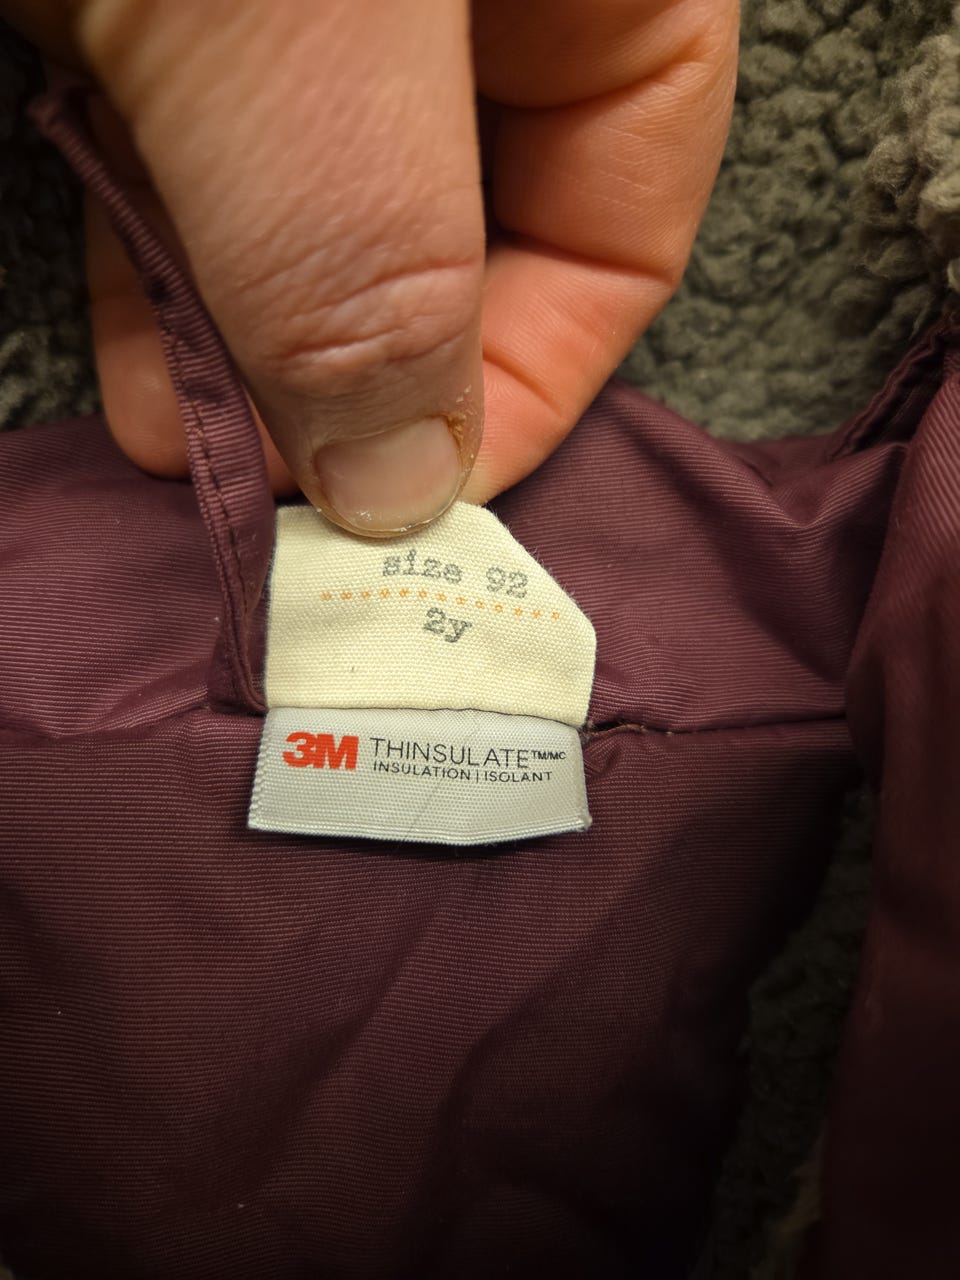 size 92
2y
3M THINSULATE™/MC
INSULATION | ISOLANT